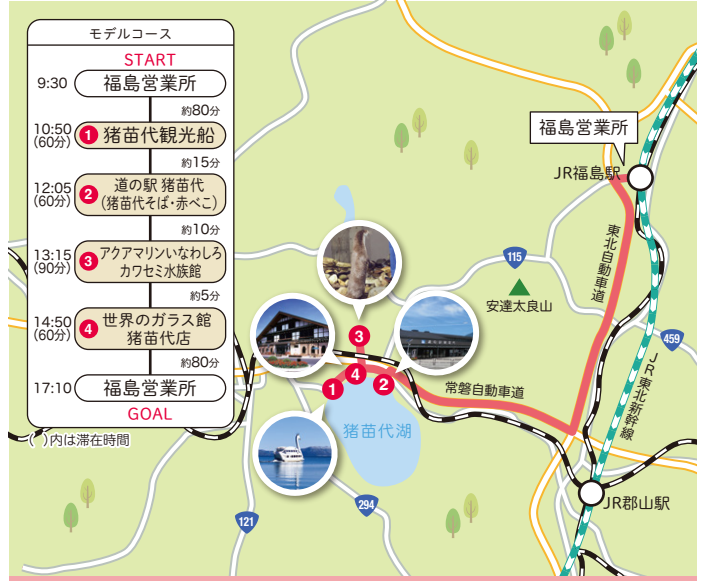 モデルコース
START
9:30 福島営業所
約80分
10:50 1 猪苗代観光船
(60分)
約15分
12:05 2 道の駅 猪苗代
(60分) (猪苗代そば・赤べこ)
約10分
13:15 3 アクアマリンいなわしろ
(90分) カワセミ水族館
約5分
14:50 4 世界のガラス館
(60分) 猪苗代店
約80分
17:10 福島営業所
GOAL
( )内は滞在時間
福島営業所
JR福島駅
東北自動車道
115
安達太良山
459
JR東北新幹線
3
4
2
1
常磐自動車道
猪苗代湖
294
121
JR郡山駅